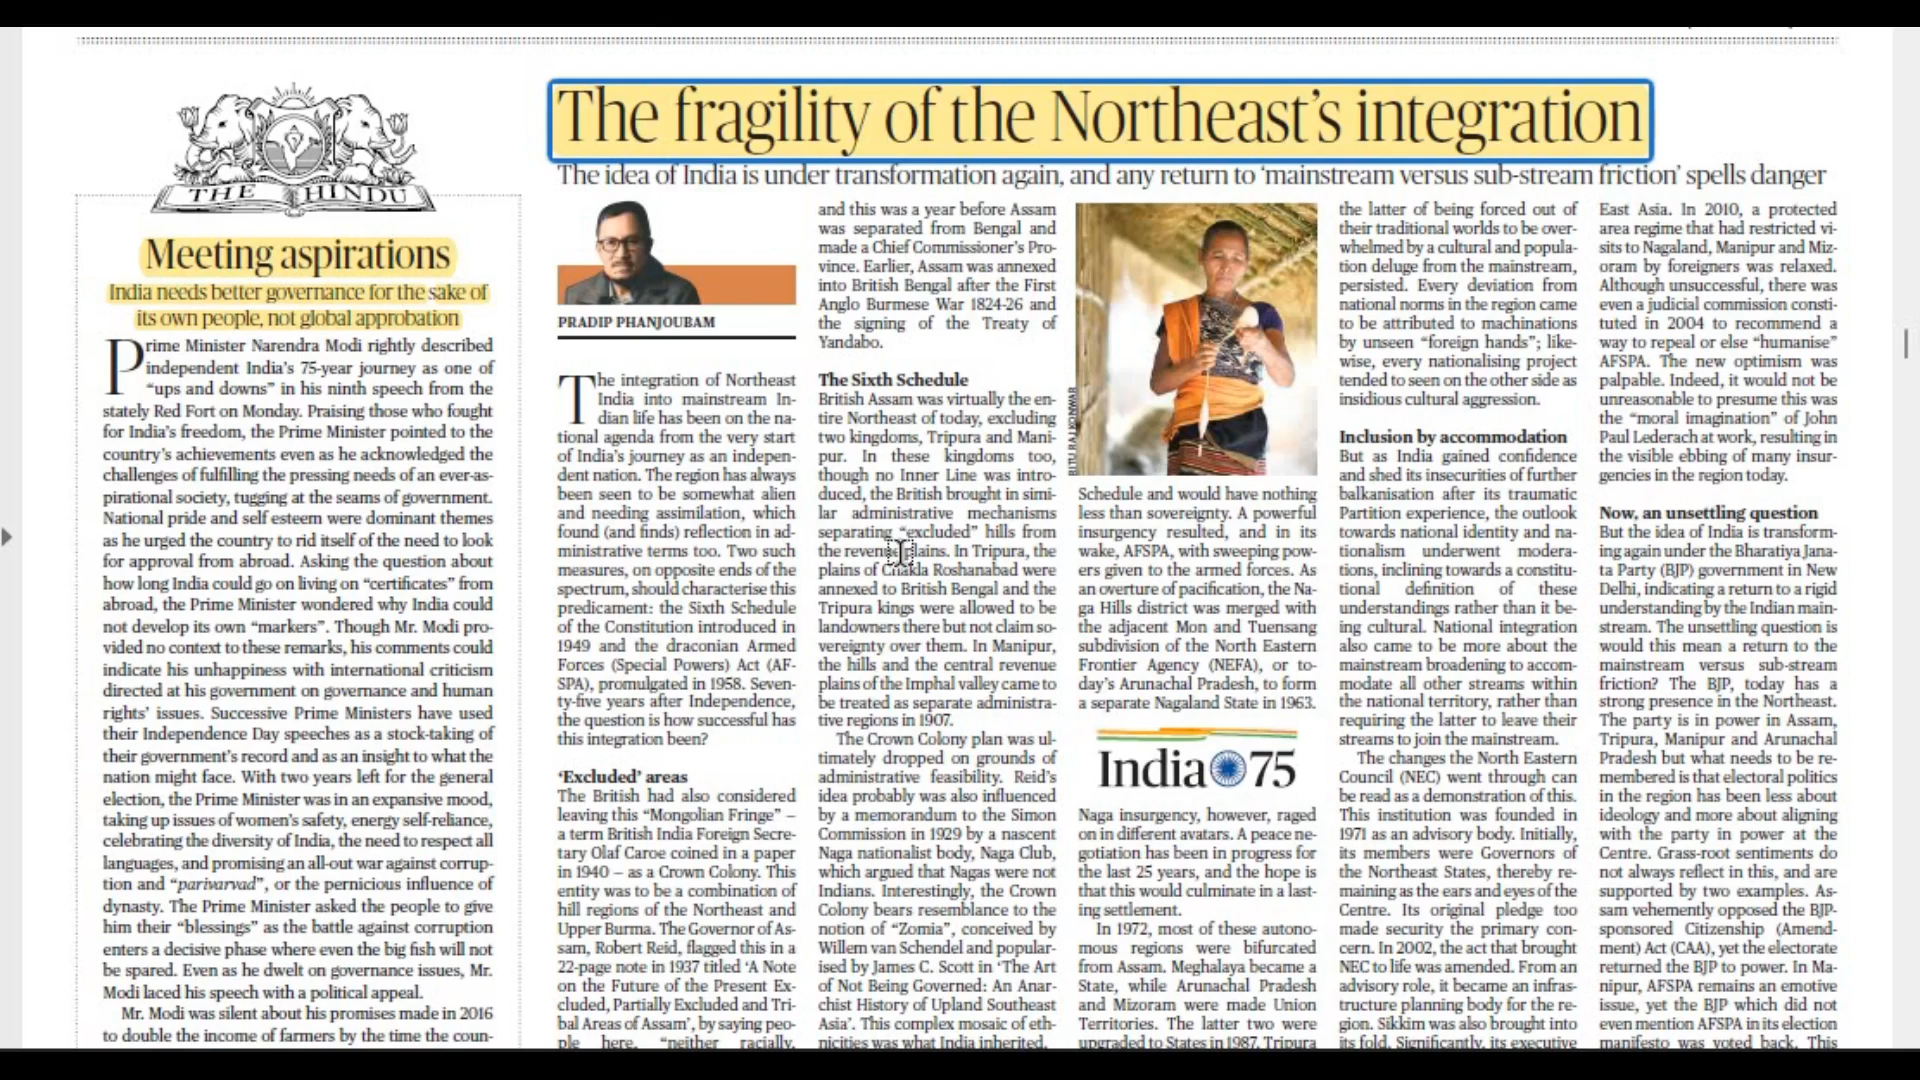 THE HINDU
Meeting aspirations
India needs better governance for the sake of
its own people, not global approbation
Prime Minister Narendra Modi rightly described
independent India's 75-year journey as one of
"ups and downs" in his ninth speech from the
stately Red Fort on Monday. Praising those who fought
for India's freedom, the Prime Minister pointed to the
country's achievements even as he acknowledged the
challenges of fulfilling the pressing needs of an ever-as-
pirational society, tugging at the seams of government.
National pride and self esteem were dominant themes
as he urged the country to rid itself of the need to look
for approval from abroad. Asking the question about
how long India could go on living on "certificates" from
abroad, the Prime Minister wondered why India could
not develop its own "markers". Though Mr. Modi pro-
vided no context to these remarks, his comments could
indicate his unhappiness with international criticism
directed at his government on governance and human
rights' issues. Successive Prime Ministers have used
their Independence Day speeches as a stock-taking of
their government's record and as an insight to what the
nation might face. With two years left for the general
election, the Prime Minister was in an expansive mood,
taking up issues of women's safety, energy self-reliance,
celebrating the diversity of India, the need to respect all
languages, and promising an all-out war against corrup-
tion and "parivarvad", or the pernicious influence of
dynasty. The Prime Minister asked the people to give
him their "blessings" as the battle against corruption
enters a decisive phase where even the big fish will not
be spared. Even as he dwelt on governance issues, Mr.
Modi laced his speech with a political appeal.
Mr. Modi was silent about his promises made in 2016
to double the income of farmers by the time the coun-
The fragility of the Northeast's integration
The idea of India is under transformation again, and any return to 'mainstream versus sub-stream friction' spells danger
PRADIP PHANJOUBAM
The integration of Northeast
India into mainstream In-
dian life has been on the na-
tional agenda from the very start
of India's journey as an indepen-
dent nation. The region has always
been seen to be somewhat alien
and needing assimilation, which
found (and finds) reflection in ad-
ministrative terms too. Two such
measures, on opposite ends of the
spectrum, should characterise this
predicament: the Sixth Schedule
of the Constitution introduced in
1949 and the draconian Armed
Forces (Special Powers) Act (AF-
SPA), promulgated in 1958. Seven-
ty-five years after Independence,
the question is how successful has
this integration been?
'Excluded' areas
The British had also considered
leaving this "Mongolian Fringe" –
a term British India Foreign Secre-
tary Olaf Caroe coined in a paper
in 1940 – as a Crown Colony. This
entity was to be a combination of
hill regions of the Northeast and
Upper Burma. The Governor of As-
sam, Robert Reid, flagged this in a
22-page note in 1937 titled 'A Note
on the Future of the Present Ex-
cluded, Partially Excluded and Tri-
bal Areas of Assam', by saying peo-
ple here, "neither racially,
and this was a year before Assam
was separated from Bengal and
made a Chief Commissioner's Pro-
vince. Earlier, Assam was annexed
into British Bengal after the First
Anglo Burmese War 1824-26 and
the signing of the Treaty of
Yandabo.
The Sixth Schedule
British Assam was virtually the en-
tire Northeast of today, excluding
two kingdoms, Tripura and Mani-
pur. In these kingdoms too,
though no Inner Line was intro-
duced, the British brought in simi-
lar administrative mechanisms
separating "excluded" hills from
the revenue plains. In Tripura, the
plains of Chakla Roshanabad were
annexed to British Bengal and the
Tripura kings were allowed to be
landowners there but not claim so-
vereignty over them. In Manipur,
the hills and the central revenue
plains of the Imphal valley came to
be treated as separate administra-
tive regions in 1907.
The Crown Colony plan was ul-
timately dropped on grounds of
administrative feasibility. Reid's
idea probably was also influenced
by a memorandum to the Simon
Commission in 1929 by a nascent
Naga nationalist body, Naga Club,
which argued that Nagas were not
Indians. Interestingly, the Crown
Colony bears resemblance to the
notion of "Zomia", conceived by
Willem van Schendel and popular-
ised by James C. Scott in 'The Art
of Not Being Governed: An Anar-
chist History of Upland Southeast
Asia'. This complex mosaic of eth-
nicities was what India inherited.
RITU RAJ KONWAR
Schedule and would have nothing
less than sovereignty. A powerful
insurgency resulted, and in its
wake, AFSPA, with sweeping pow-
ers given to the armed forces. As
an overture of pacification, the Na-
ga Hills district was merged with
the adjacent Mon and Tuensang
subdivision of the North Eastern
Frontier Agency (NEFA), or to-
day's Arunachal Pradesh, to form
a separate Nagaland State in 1963.
India 75
Naga insurgency, however, raged
on in different avatars. A peace ne-
gotiation has been in progress for
the last 25 years, and the hope is
that this would culminate in a last-
ing settlement.
In 1972, most of these autono-
mous regions were bifurcated
from Assam. Meghalaya became a
State, while Arunachal Pradesh
and Mizoram were made Union
Territories. The latter two were
upgraded to States in 1987. Tripura
the latter of being forced out of
their traditional worlds to be over-
whelmed by a cultural and popula-
tion deluge from the mainstream,
persisted. Every deviation from
national norms in the region came
to be attributed to machinations
by unseen "foreign hands"; like-
wise, every nationalising project
tended to seen on the other side as
insidious cultural aggression.
Inclusion by accommodation
But as India gained confidence
and shed its insecurities of further
balkanisation after its traumatic
Partition experience, the outlook
towards national identity and na-
tionalism underwent modera-
tions, inclining towards a constitu-
tional definition of these
understandings rather than it be-
ing cultural. National integration
also came to be more about the
mainstream broadening to accom-
modate all other streams within
the national territory, rather than
requiring the latter to leave their
streams to join the mainstream.
The changes the North Eastern
Council (NEC) went through can
be read as a demonstration of this.
This institution was founded in
1971 as an advisory body. Initially,
its members were Governors of
the Northeast States, thereby re-
maining as the ears and eyes of the
Centre. Its original pledge too
made security the primary con-
cern. In 2002, the act that brought
NEC to life was amended. From an
advisory role, it became an infras-
tructure planning body for the re-
gion. Sikkim was also brought into
its fold. Significantly, its executive
East Asia. In 2010, a protected
area regime that had restricted vi-
sits to Nagaland, Manipur and Miz-
oram by foreigners was relaxed.
Although unsuccessful, there was
even a judicial commission consti-
tuted in 2004 to recommend a
way to repeal or else "humanise"
AFSPA. The new optimism was
palpable. Indeed, it would not be
unreasonable to presume this was
the "moral imagination" of John
Paul Lederach at work, resulting in
the visible ebbing of many insur-
gencies in the region today.
Now, an unsettling question
But the idea of India is transform-
ing again under the Bharatiya Jana-
ta Party (BJP) government in New
Delhi, indicating a return to a rigid
understanding by the Indian main-
stream. The unsettling question is
would this mean a return to the
mainstream versus sub-stream
friction? The BJP, today has a
strong presence in the Northeast.
The party is in power in Assam,
Tripura, Manipur and Arunachal
Pradesh but what needs to be re-
membered is that electoral politics
in the region has been less about
ideology and more about aligning
with the party in power at the
Centre. Grass-root sentiments do
not always reflect in this, and are
supported by two examples. As-
sam vehemently opposed the BJP-
sponsored Citizenship (Amend-
ment) Act (CAA), yet the electorate
returned the BJP to power. In Ma-
nipur, AFSPA remains an emotive
issue, yet the BJP which did not
even mention AFSPA in its election
manifesto was voted back. This